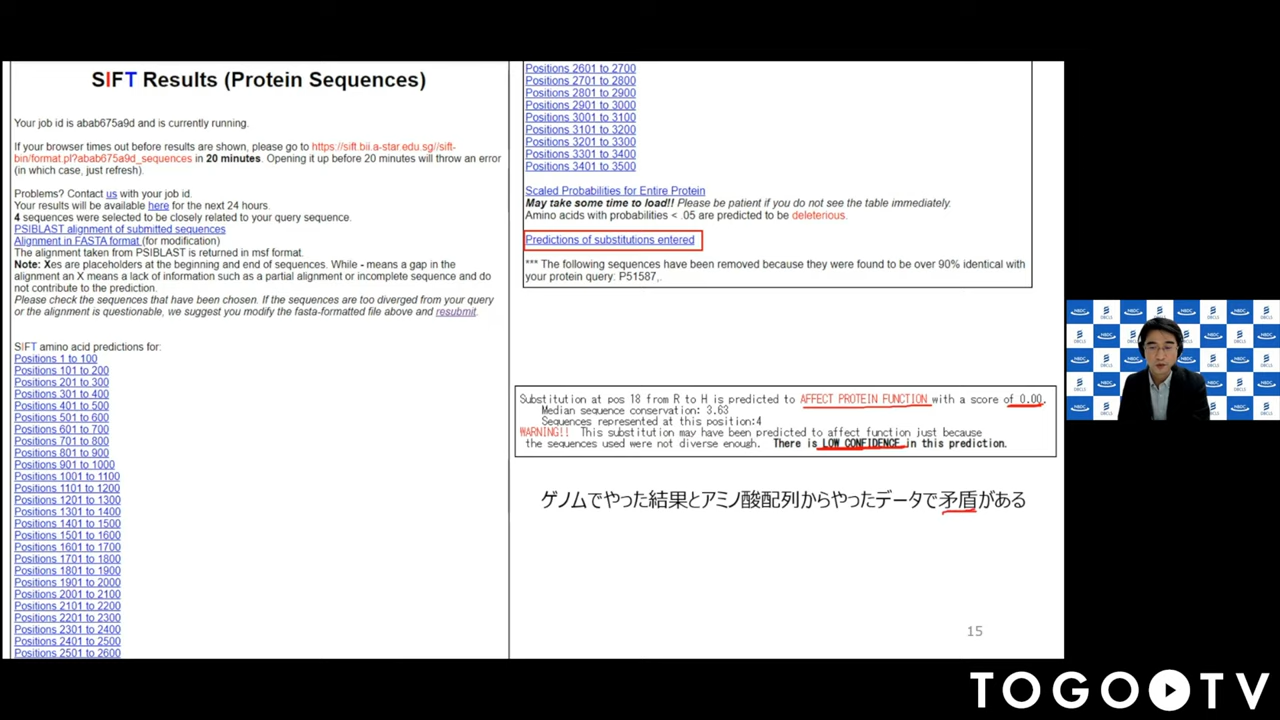 SIFT Results (Protein Sequences)
Your job id is abab675a9d and is currently running.
If your browser times out before results are shown, please go to https://sift.bii.a-star.edu.sg//sift-
bin/format.pl?abab675a9d_sequences in 20 minutes. Opening it up before 20 minutes will throw an error
(in which case, just refresh).
Problems? Contact us with your job id.
Your results will be available here for the next 24 hours.
4 sequences were selected to be closely related to your query sequence.
PSIBLAST alignment of submitted sequences
Alignment in FASTA format (for modification)
The alignment taken from PSIBLAST is returned in msf format.
Note: Xes are placeholders at the beginning and end of sequences. While - means a gap in the
alignment an X means a lack of information such as a partial alignment or incomplete sequence and do
not contribute to the prediction.
Please check the sequences that have been chosen. If the sequences are too diverged from your query
or the alignment is questionable, we suggest you modify the fasta-formatted file above and resubmit.
SIFT amino acid predictions for:
Positions 1 to 100
Positions 101 to 200
Positions 201 to 300
Positions 301 to 400
Positions 401 to 500
Positions 501 to 600
Positions 601 to 700
Positions 701 to 800
Positions 801 to 900
Positions 901 to 1000
Positions 1001 to 1100
Positions 1101 to 1200
Positions 1201 to 1300
Positions 1301 to 1400
Positions 1401 to 1500
Positions 1501 to 1600
Positions 1601 to 1700
Positions 1701 to 1800
Positions 1801 to 1900
Positions 1901 to 2000
Positions 2001 to 2100
Positions 2101 to 2200
Positions 2201 to 2300
Positions 2301 to 2400
Positions 2401 to 2500
Positions 2501 to 2600
Positions 2601 to 2700
Positions 2701 to 2800
Positions 2801 to 2900
Positions 2901 to 3000
Positions 3001 to 3100
Positions 3101 to 3200
Positions 3201 to 3300
Positions 3301 to 3400
Positions 3401 to 3500
Scaled Probabilities for Entire Protein
May take some time to load!! Please be patient if you do not see the table immediately.
Amino acids with probabilities < .05 are predicted to be deleterious.
Predictions of substitutions entered
*** The following sequences have been removed because they were found to be over 90% identical with
your protein query: P51587,.
Substitution at pos 18 from R to H is predicted to AFFECT PROTEIN FUNCTION with a score of 0.00.
Median sequence conservation: 3.63
Sequences represented at this position:4
WARNING!! This substitution may have been predicted to affect function just because
the sequences used were not diverse enough. There is LOW CONFIDENCE in this prediction.
ゲノムでやった結果とアミノ酸配列からやったデータで矛盾がある
15
TOGO TV